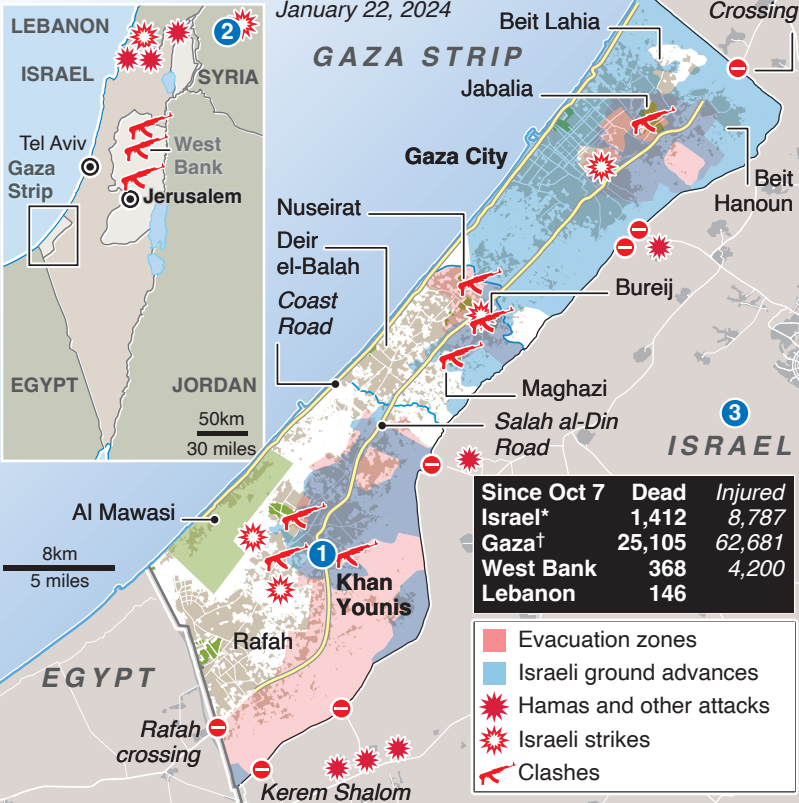 January 22, 2024
GAZA STRIP
Crossing
LEBANON
2
ISRAEL
SYRIA
Tel Aviv
West
Bank
Gaza
Strip
Jerusalem
EGYPT
JORDAN
50km
30 miles
Beit Lahia
Jabalia
Gaza City
Beit
Hanoun
Nuseirat
Deir
el-Balah
Bureij
Coast
Road
Maghazi
Salah al-Din
Road
3
ISRAEL
Al Mawasi
8km
5 miles
1
Khan
Younis
Rafah
EGYPT
Rafah
crossing
Kerem Shalom
Since Oct 7 Dead Injured
Israel* 1,412 8,787
Gaza† 25,105 62,681
West Bank 368 4,200
Lebanon 146
Evacuation zones
Israeli ground advances
Hamas and other attacks
Israeli strikes
Clashes